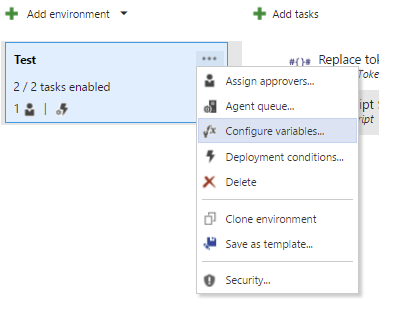 Add environment
Add tasks
Test
•••
#{}# Replace tok
2 / 2 tasks enabled
Toke
1
Assign approvers...
Agent queue...
ipt S
ript
Configure variables...
Deployment conditions...
Delete
Clone environment
Save as template...
Security...